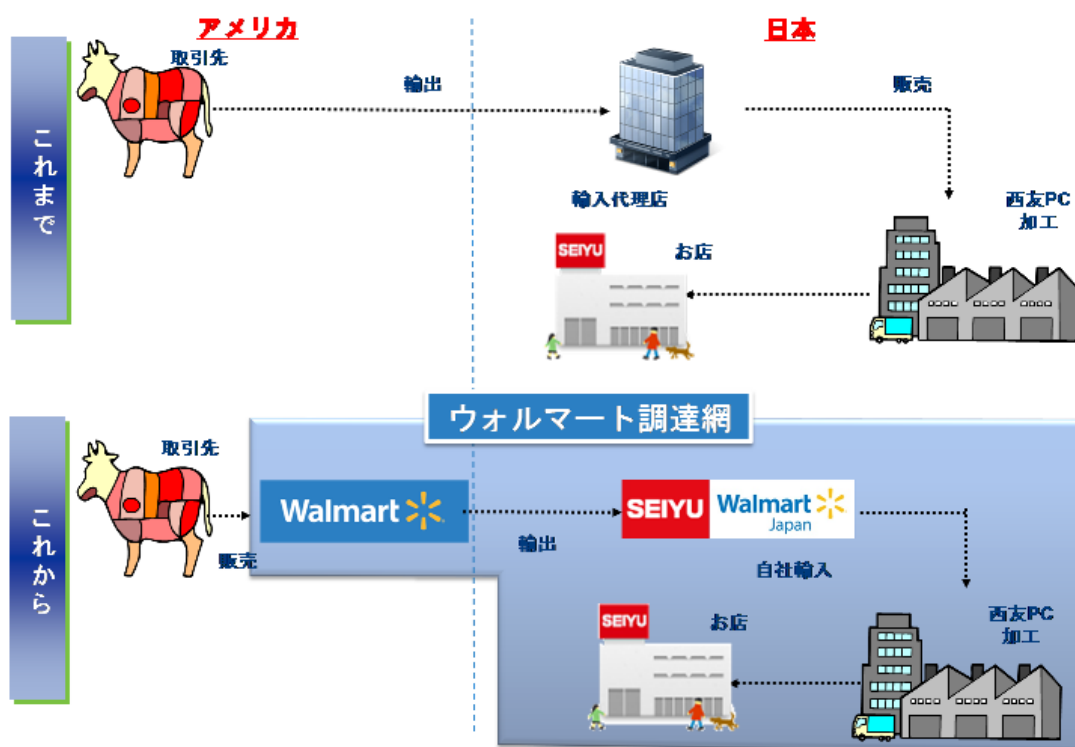 アメリカ
日本
これまで
取引先
輸出
販売
輸入代理店
西友PC
加工
SEIYU
お店
ウォルマート調達網
これから
取引先
販売
Walmart
輸出
SEIYU
Walmart
Japan
自社輸入
西友PC
加工
SEIYU
お店